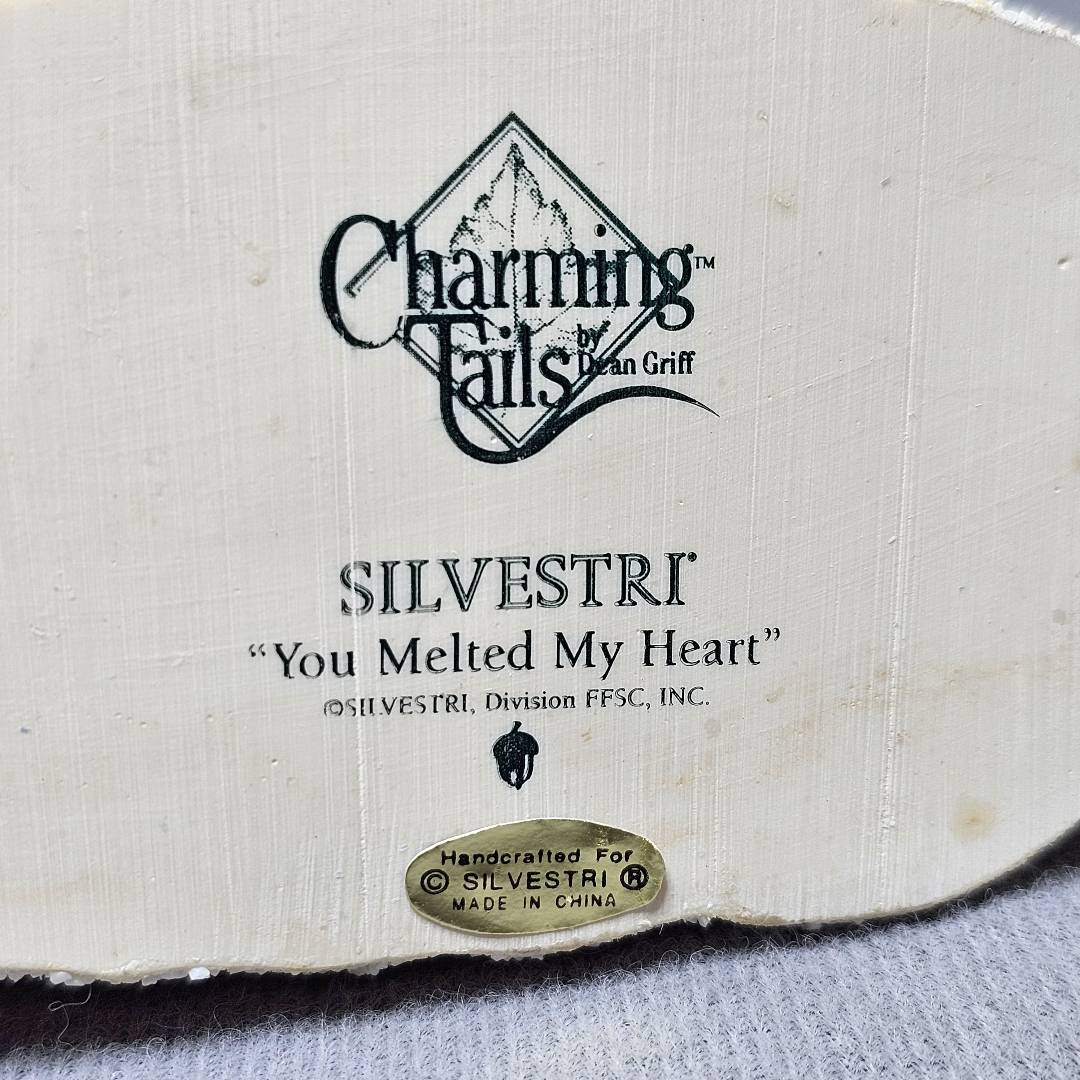 Charming™
Tails
by
Dean Griff
SILVESTRI®
“You Melted My Heart”
©SILVESTRI, Division FFSC, INC.
Handcrafted For
© SILVESTRI ®
MADE IN CHINA